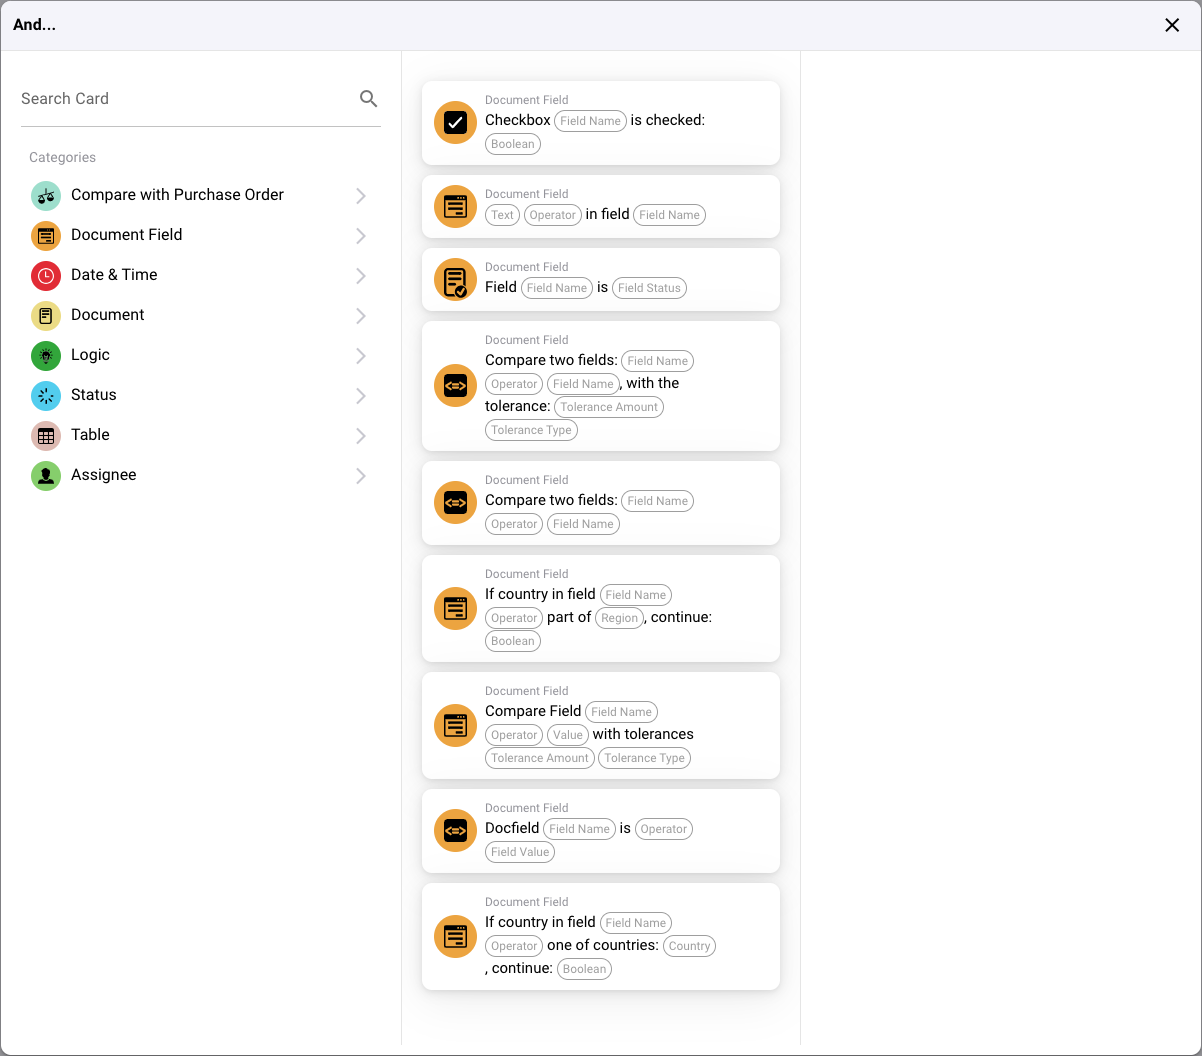 And...
Search Card
Categories
Compare with Purchase Order
Document Field
Date & Time
Document
Logic
Status
Table
Assignee
Document Field
Checkbox Field Name is checked:
Boolean
Document Field
Text Operator in field Field Name
Document Field
Field Field Name is Field Status
Document Field
Compare two fields: Field Name
Operator Field Name, with the
tolerance: Tolerance Amount
Tolerance Type
Document Field
Compare two fields: Field Name
Operator Field Name
Document Field
If country in field Field Name
Operator part of Region, continue:
Boolean
Document Field
Compare Field Field Name
Operator Value with tolerances
Tolerance Amount Tolerance Type
Document Field
Docfield Field Name is Operator
Field Value
Document Field
If country in field Field Name
Operator one of countries: Country
, continue: Boolean